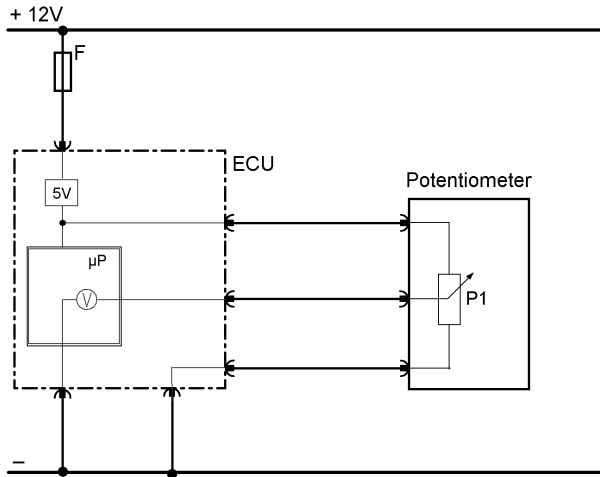 + 12V
F
ECU
5V
Potentiometer
µP
V
P1
–